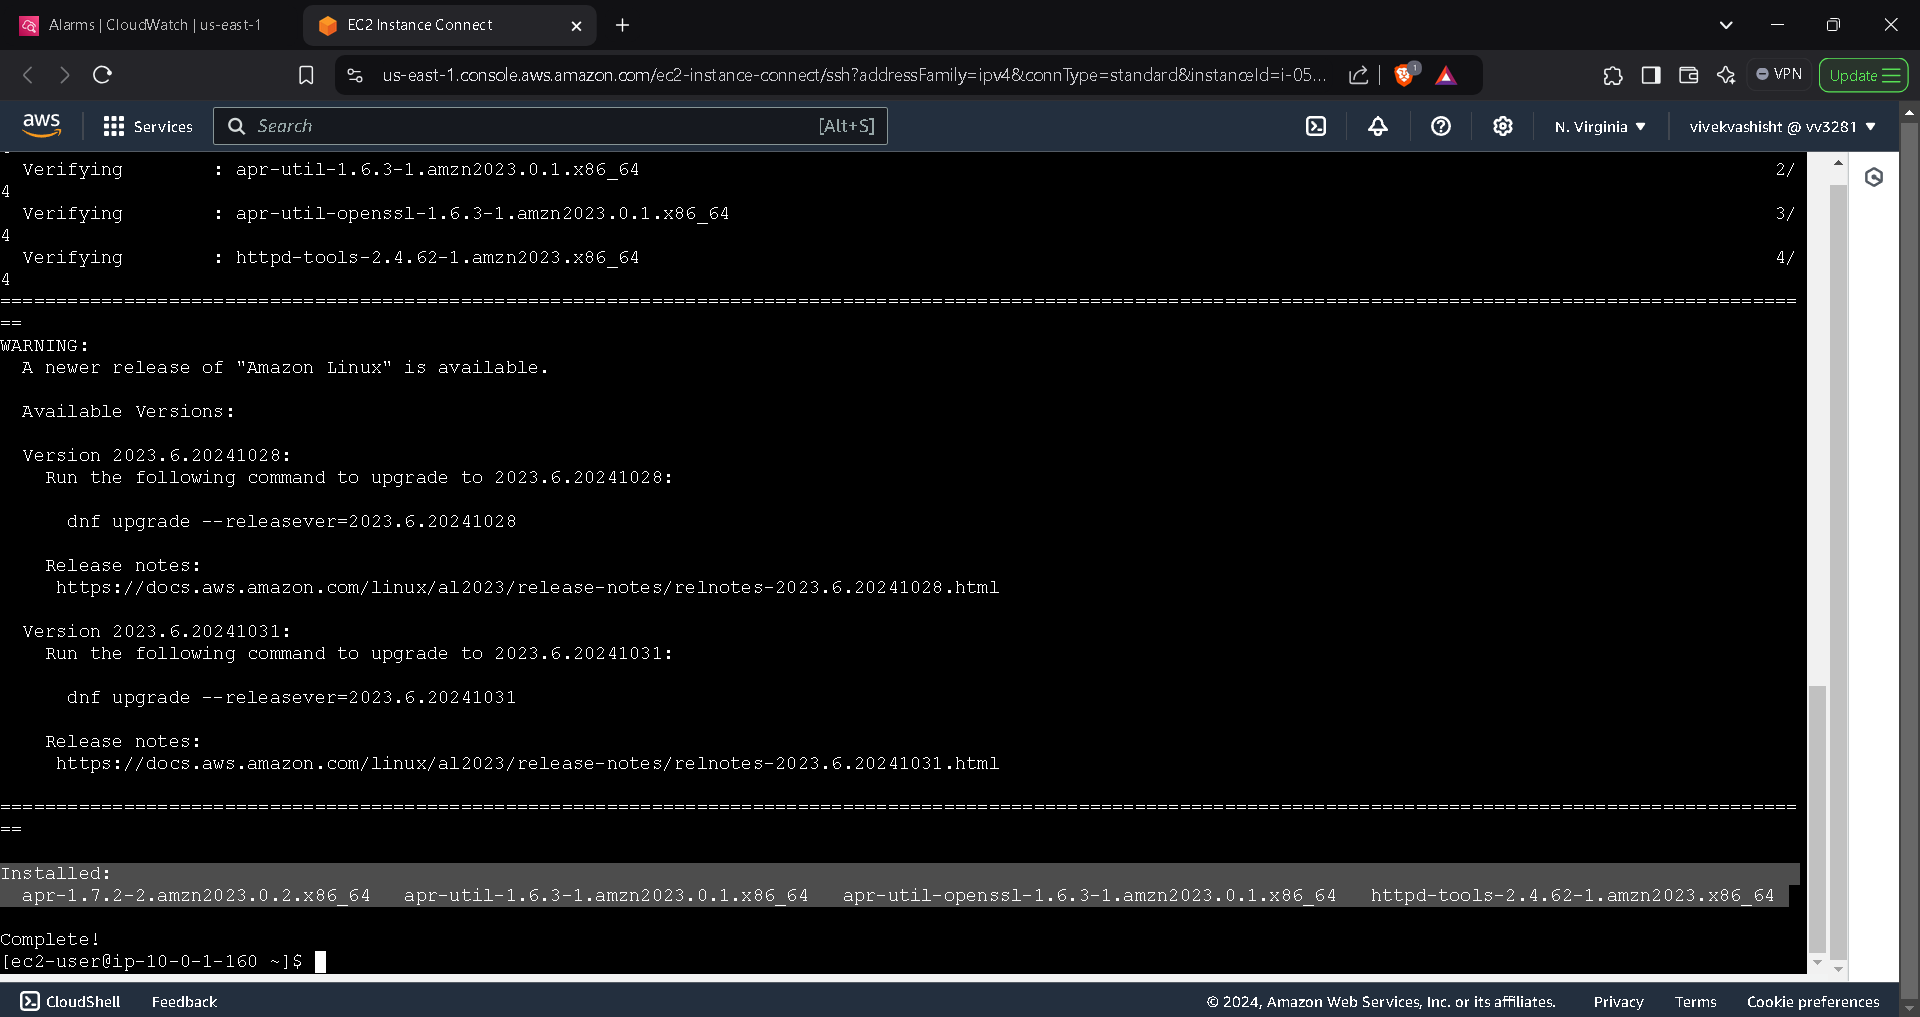 Alarms | CloudWatch | us-east-1
EC2 Instance Connect
us-east-1.console.aws.amazon.com/ec2-instance-connect/ssh?addressFamily=ipv4&connType=standard&instanceId=i-05...
1
VPN
Update
aws
Services
Search
[Alt+S]
N. Virginia
vivekvashisht @ vv3281
Verifying : apr-util-1.6.3-1.amzn2023.0.1.x86_64 2/
4
Verifying : apr-util-openssl-1.6.3-1.amzn2023.0.1.x86_64 3/
4
Verifying : httpd-tools-2.4.62-1.amzn2023.x86_64 4/
4
================================================================================================================================================================
==
WARNING:
A newer release of "Amazon Linux" is available.
Available Versions:
Version 2023.6.20241028:
Run the following command to upgrade to 2023.6.20241028:
dnf upgrade --releasever=2023.6.20241028
Release notes:
https://docs.aws.amazon.com/linux/al2023/release-notes/relnotes-2023.6.20241028.html
Version 2023.6.20241031:
Run the following command to upgrade to 2023.6.20241031:
dnf upgrade --releasever=2023.6.20241031
Release notes:
https://docs.aws.amazon.com/linux/al2023/release-notes/relnotes-2023.6.20241031.html
================================================================================================================================================================
==
Installed:
apr-1.7.2-2.amzn2023.0.2.x86_64 apr-util-1.6.3-1.amzn2023.0.1.x86_64 apr-util-openssl-1.6.3-1.amzn2023.0.1.x86_64 httpd-tools-2.4.62-1.amzn2023.x86_64
Complete!
[ec2-user@ip-10-0-1-160 ~]$
CloudShell
Feedback
© 2024, Amazon Web Services, Inc. or its affiliates.
Privacy
Terms
Cookie preferences